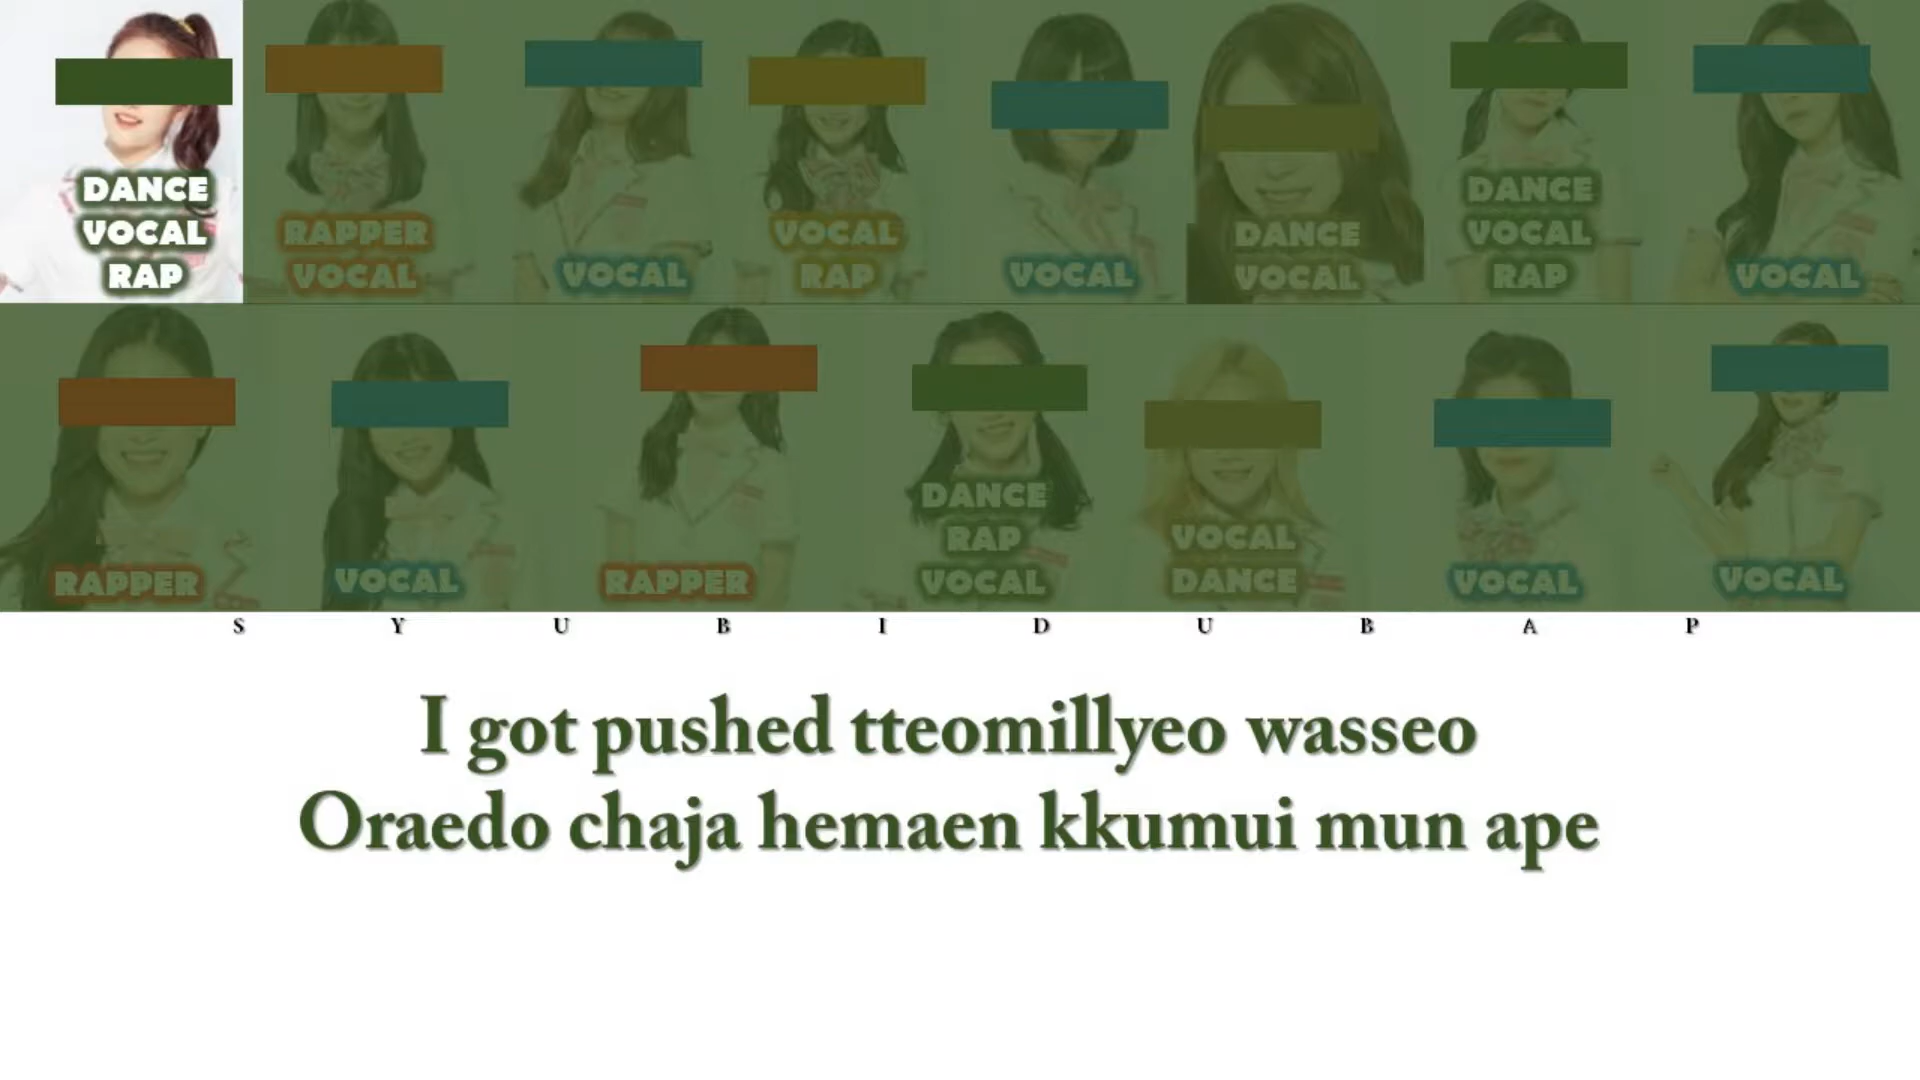 DANCE
VOCAL
RAP
RAPPER
VOCAL
VOCAL
VOCAL
RAP
VOCAL
DANCE
VOCAL
DANCE
VOCAL
RAP
VOCAL
RAPPER
VOCAL
RAPPER
DANCE
RAP
VOCAL
VOCAL
DANCE
VOCAL
VOCAL
S Y U B I D U B A P
I got pushed tteomillyeo wasseo
Oraedo chaja hemaen kkumui mun ape